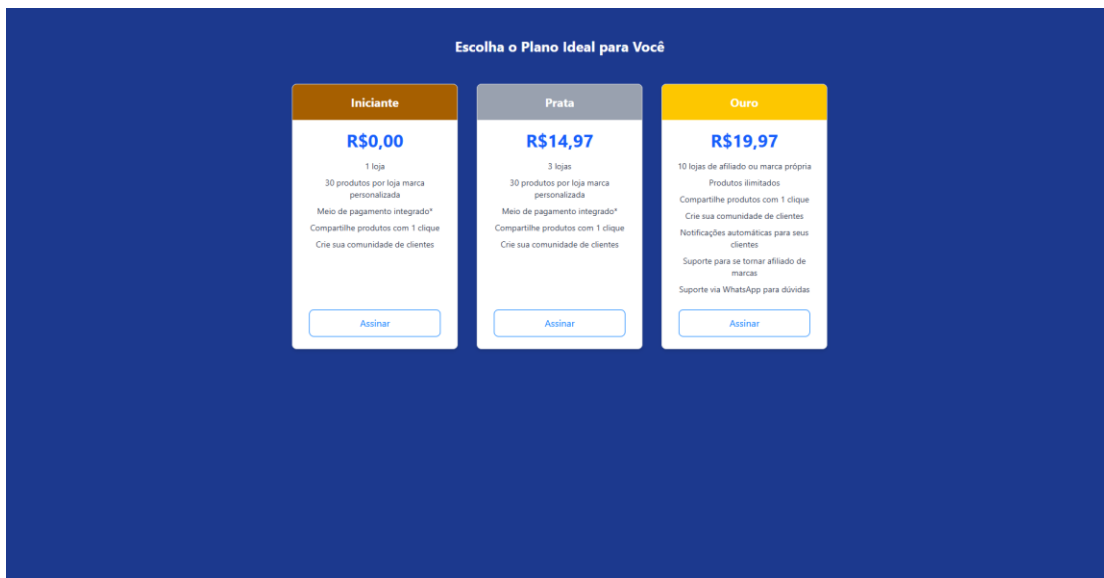 Escolha o Plano Ideal para Você
Iniciante
R$0,00
1 loja
30 produtos por loja marca
personalizada
Meio de pagamento integrado*
Compartilhe produtos com 1 clique
Crie sua comunidade de clientes
Assinar
Prata
R$14,97
3 lojas
30 produtos por loja marca
personalizada
Meio de pagamento integrado*
Compartilhe produtos com 1 clique
Crie sua comunidade de clientes
Assinar
Ouro
R$19,97
10 lojas de afiliado ou marca própria
Produtos ilimitados
Compartilhe produtos com 1 clique
Crie sua comunidade de clientes
Notificações automáticas para seus
clientes
Suporte para se tornar afiliado de
marcas
Suporte via WhatsApp para dúvidas
Assinar